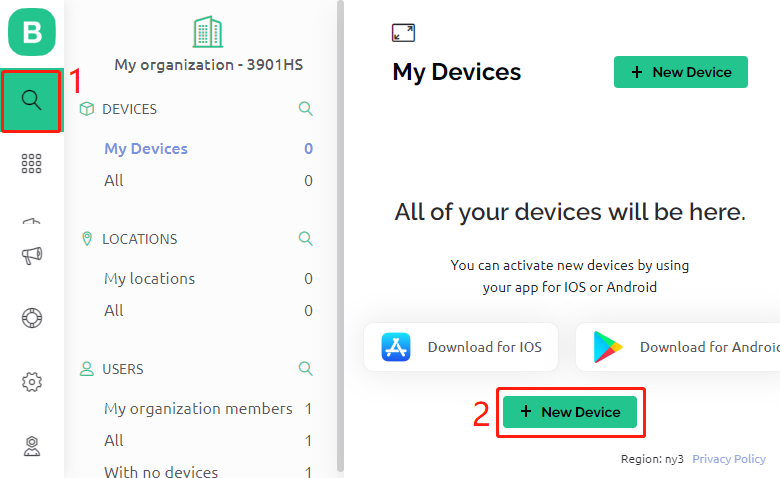 B
1
My organization - 3901HS
DEVICES
My Devices 0
All 0
LOCATIONS
My locations 0
All 0
USERS
My organization members 1
All 1
With no devices 1
My Devices
+ New Device
All of your devices will be here.
You can activate new devices by using
your app for IOS or Android
Download for IOS
Download for Android
2
+ New Device
Region: ny3 Privacy Policy